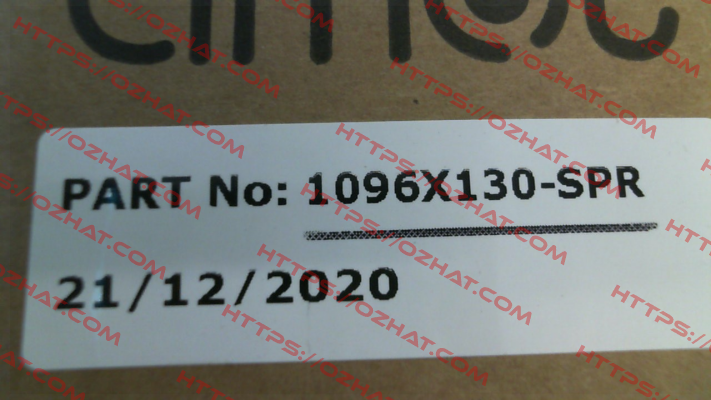 PART No: 1096X130-SPR
21/12/2020
HTTPS://OZHAT.COM